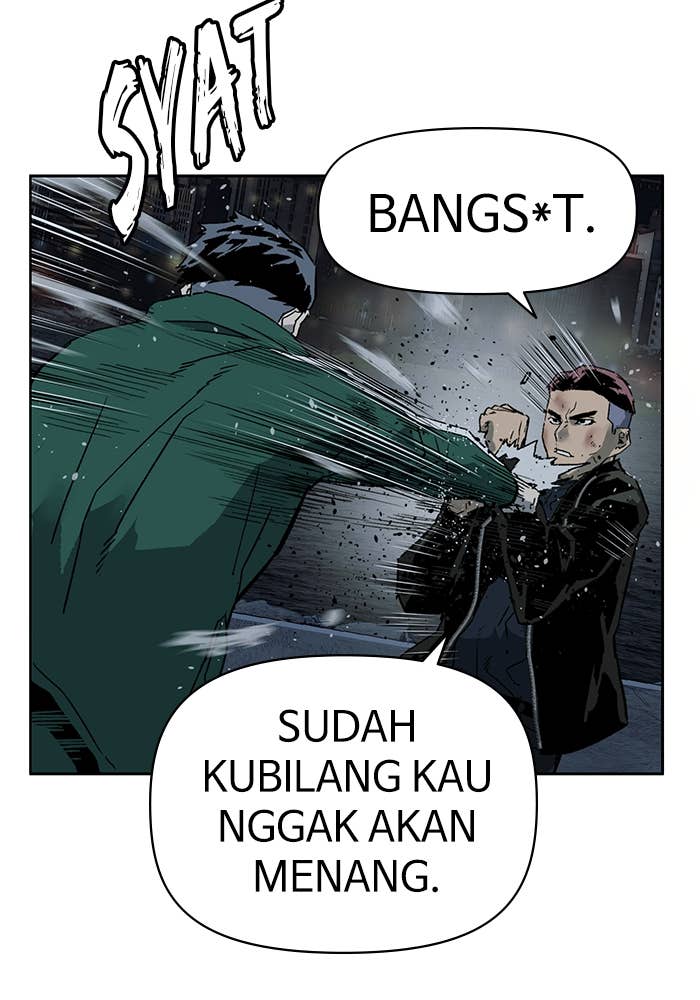 SYAT
BANGS*T.
SUDAH
KUBILANG KAU
NGGAK AKAN
MENANG.